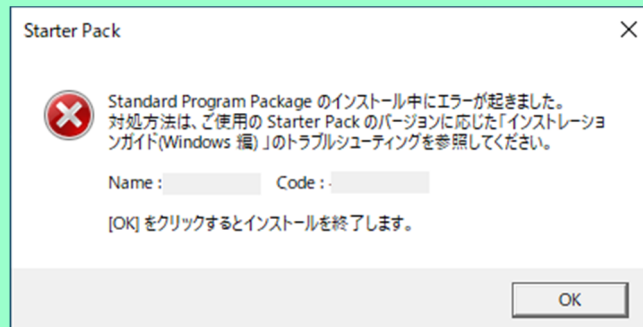 Starter Pack
Standard Program Package のインストール中にエラーが起きました。
対処方法は、ご使用の Starter Pack のバージョンに応じた「インストレーショ
ンガイド(Windows 編) 」のトラブルシューティングを参照してください。
Name : Code : -
[OK] をクリックするとインストールを終了します。
OK